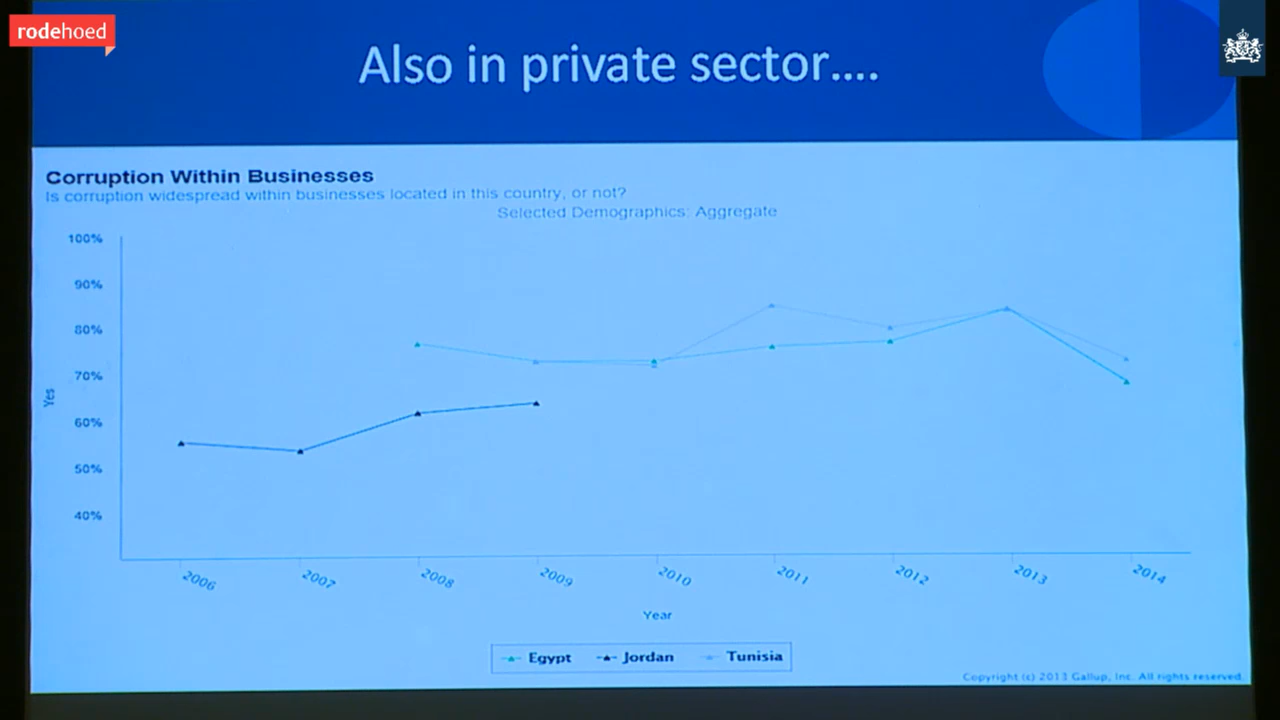 rodehoed
Also in private sector....
Corruption Within Businesses
Is corruption widespread within businesses located in this country, or not?
Selected Demographics: Aggregate
100%
90%
80%
70%
60%
50%
40%
Yes
2006
2007
2008
2009
2010
2011
2012
2013
2014
Year
Egypt
Jordan
Tunisia
Copyright (c) 2013 Gallup, Inc. All rights reserved.